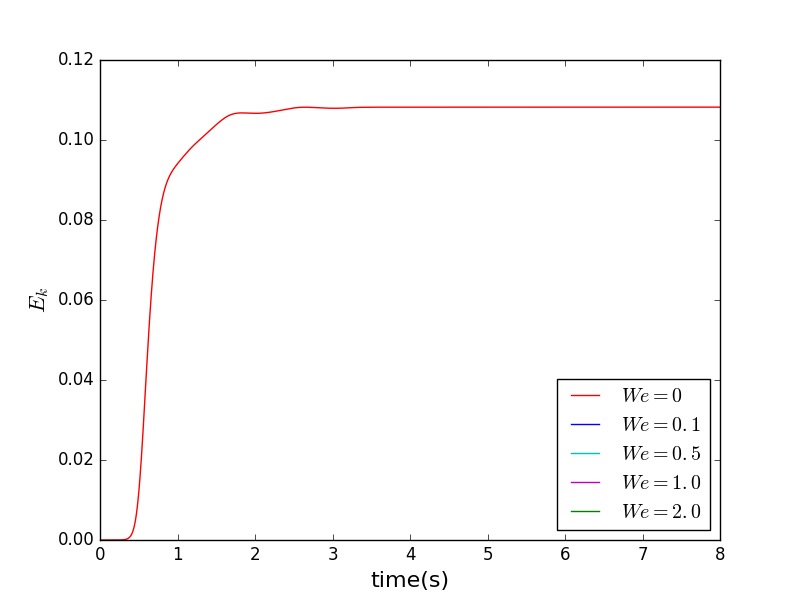 0.12
0.10
0.08
0.06
0.04
0.02
0.00
E_k
0 1 2 3 4 5 6 7 8
time(s)
We = 0
We = 0.1
We = 0.5
We = 1.0
We = 2.0